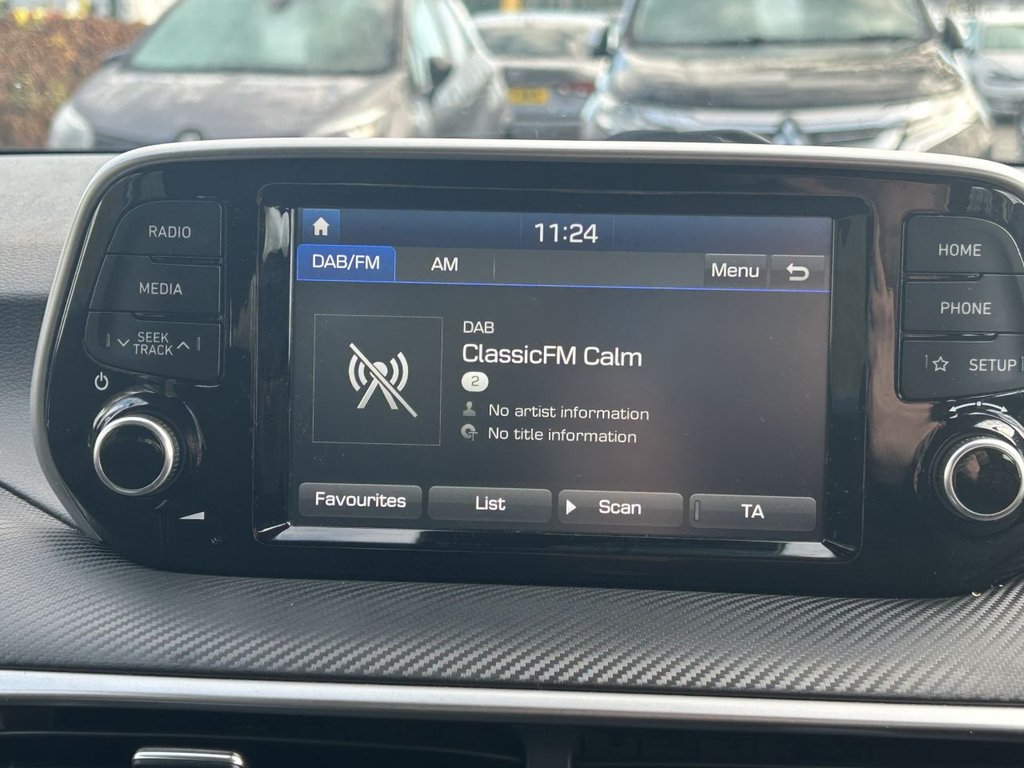 11:24
RADIO
MEDIA
SEEK
TRACK
DAB/FM
AM
Menu
DAB
ClassicFM Calm
2
No artist information
No title information
Favourites
List
Scan
TA
HOME
PHONE
SETUP